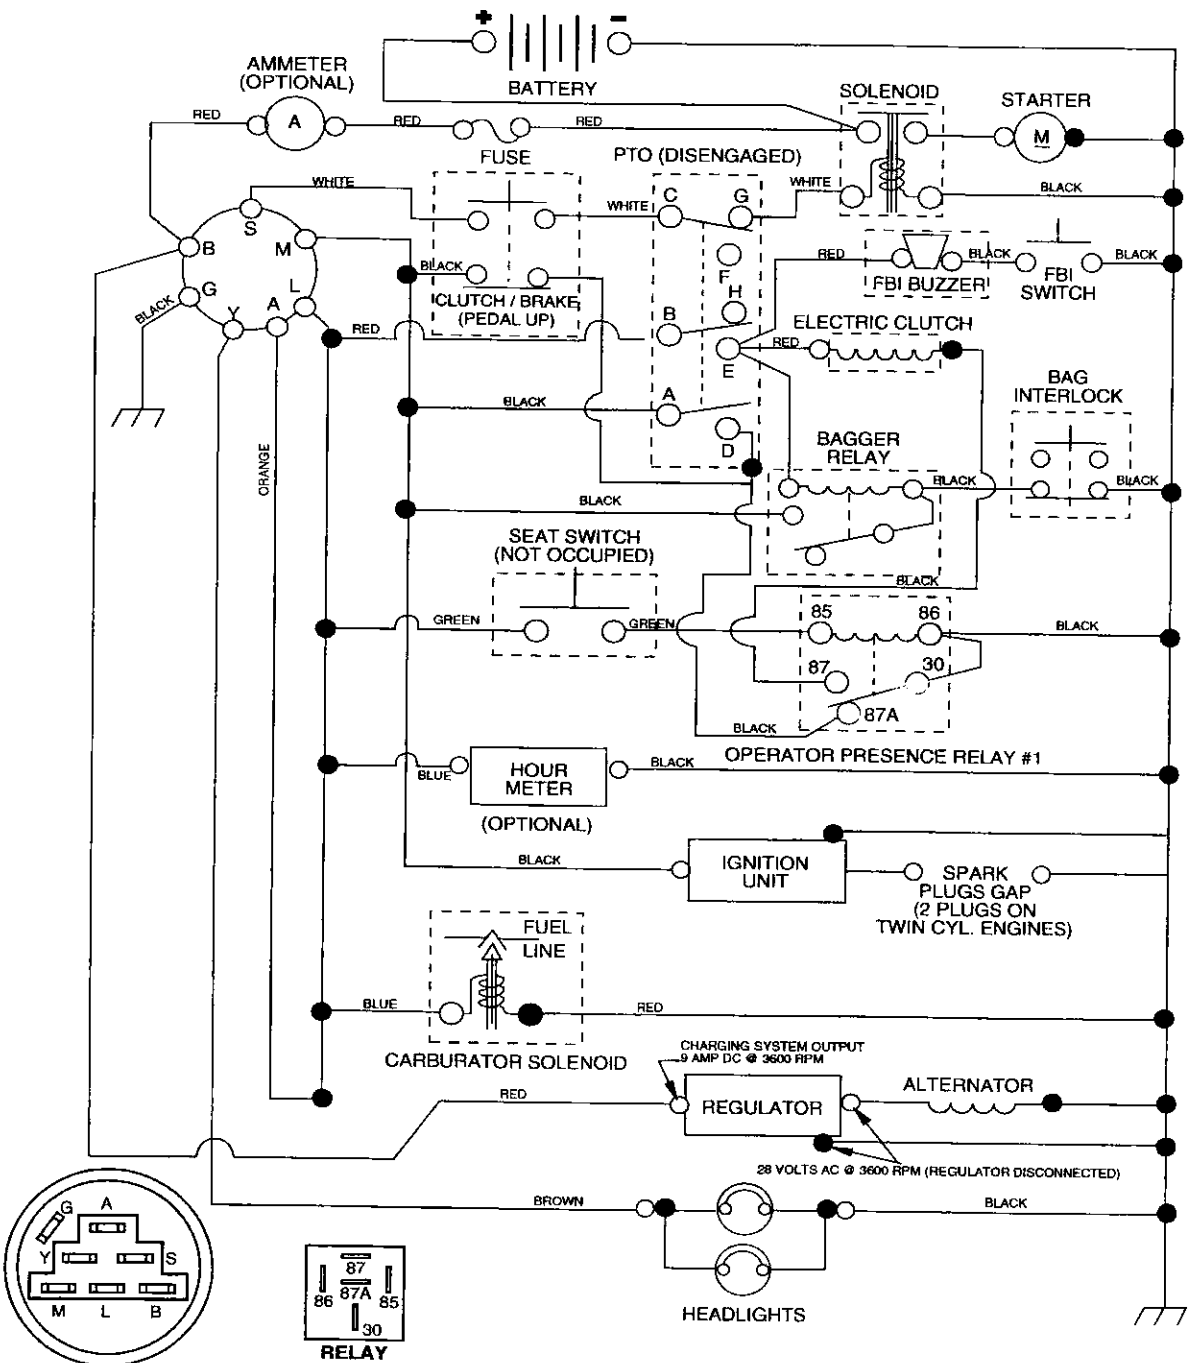 + -
BATTERY
AMMETER
(OPTIONAL)
A
RED
RED
RED
FUSE
SOLENOID
STARTER
M
PTO (DISENGAGED)
WHITE
WHITE
C
G
WHITE
BLACK
S
B
M
G
L
Y
A
BLACK
BLACK
CLUTCH / BRAKE
(PEDAL UP)
F
H
B
E
A
D
RED
FBI BUZZER
BLACK
FBI
SWITCH
BLACK
RED
RED
ELECTRIC CLUTCH
BAG
INTERLOCK
BLACK
ORANGE
BAGGER
RELAY
BLACK
BLACK
BLACK
SEAT SWITCH
(NOT OCCUPIED)
BLACK
GREEN
GREEN
85
86
BLACK
87
30
87A
BLACK
OPERATOR PRESENCE RELAY #1
BLUE
HOUR
METER
BLACK
(OPTIONAL)
BLACK
IGNITION
UNIT
SPARK
PLUGS GAP
(2 PLUGS ON
TWIN CYL. ENGINES)
FUEL
LINE
BLUE
RED
CARBURATOR SOLENOID
CHARGING SYSTEM OUTPUT
9 AMP DC @ 3600 RPM
RED
REGULATOR
ALTERNATOR
28 VOLTS AC @ 3600 RPM (REGULATOR DISCONNECTED)
BROWN
BLACK
HEADLIGHTS
G
A
Y
S
M
L
B
87
86
87A
85
30
RELAY